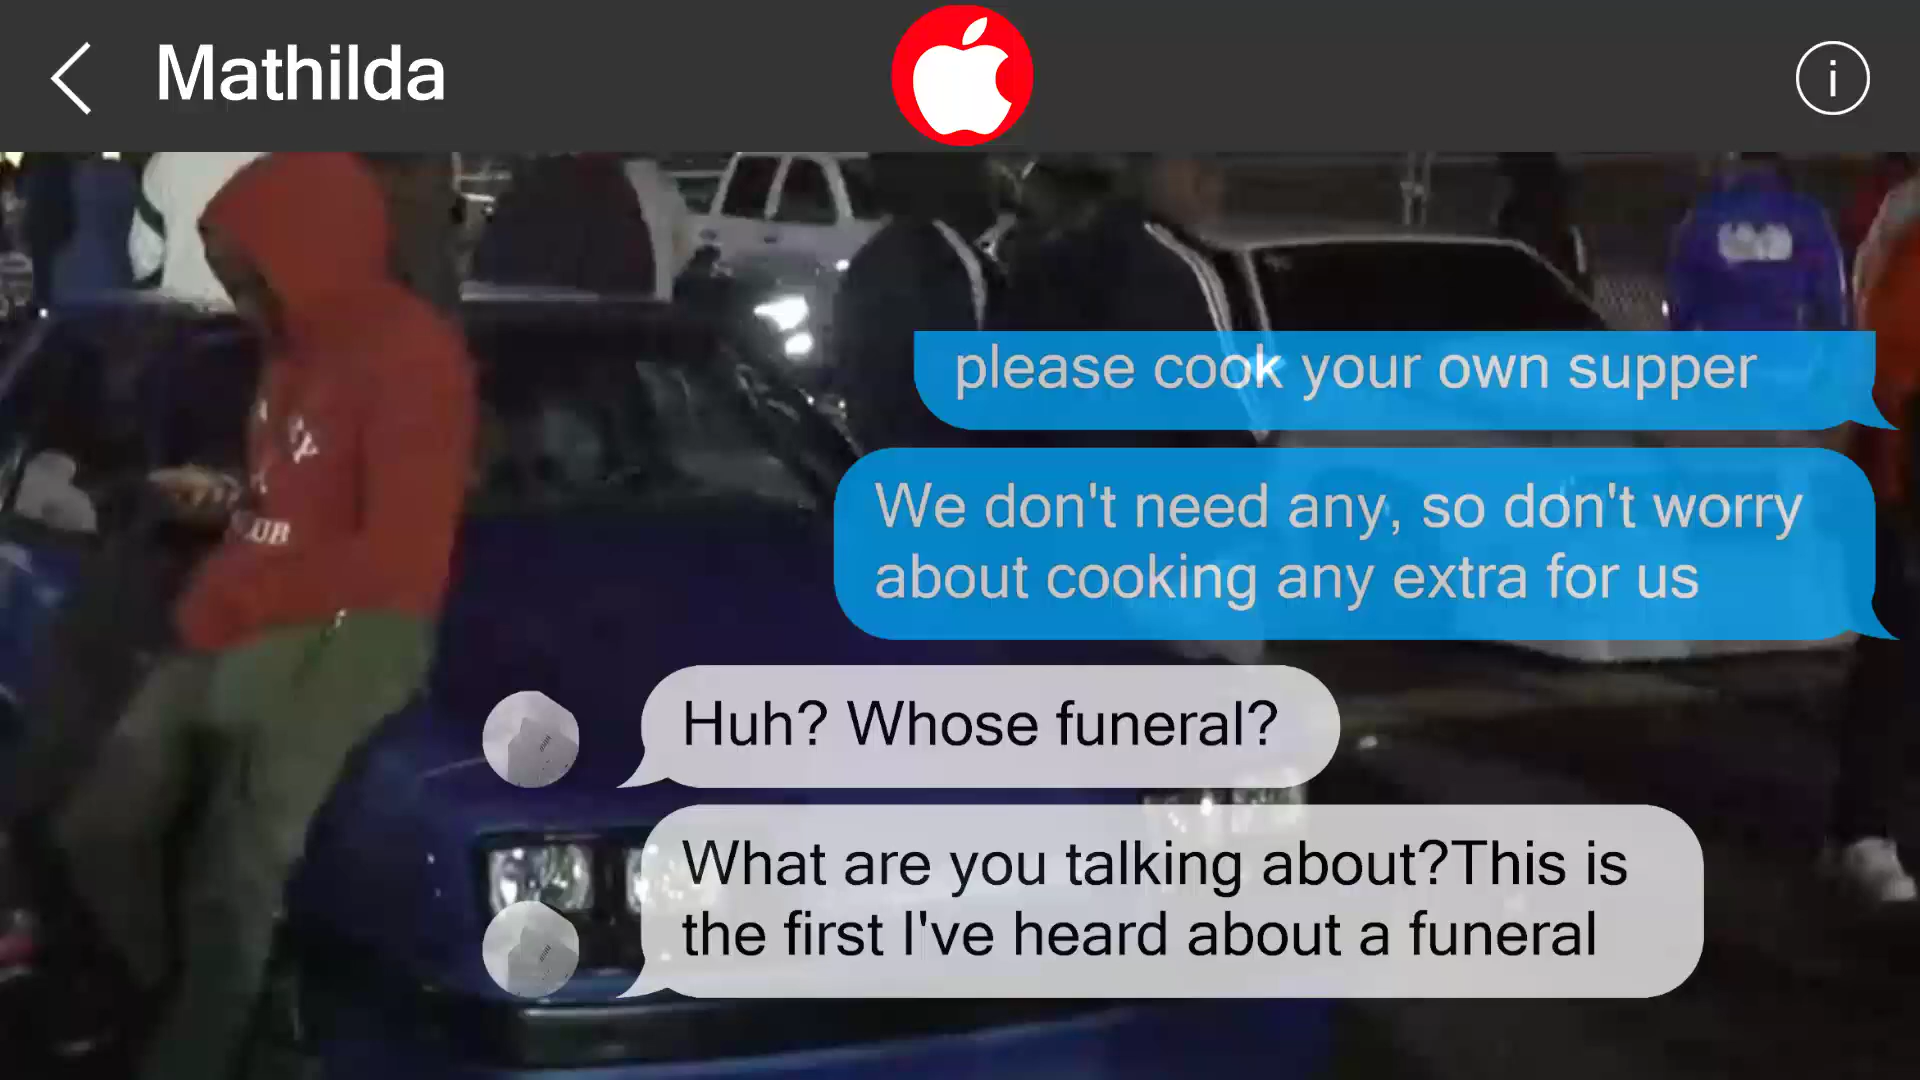 Mathilda
i
please cook your own supper
We don't need any, so don't worry
about cooking any extra for us
Huh? Whose funeral?
What are you talking about?This is
the first I've heard about a funeral